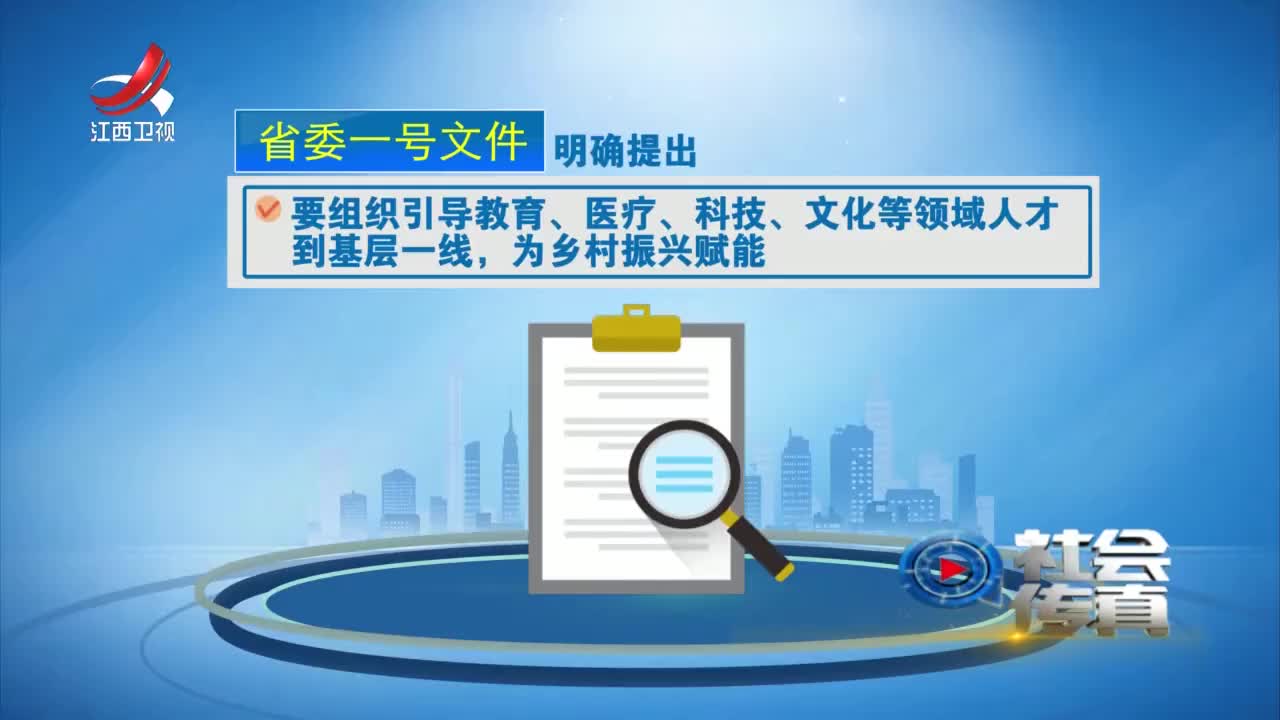 江西卫视
省委一号文件 明确提出
要组织引导教育、医疗、科技、文化等领域人才
到基层一线，为乡村振兴赋能
社会
传真